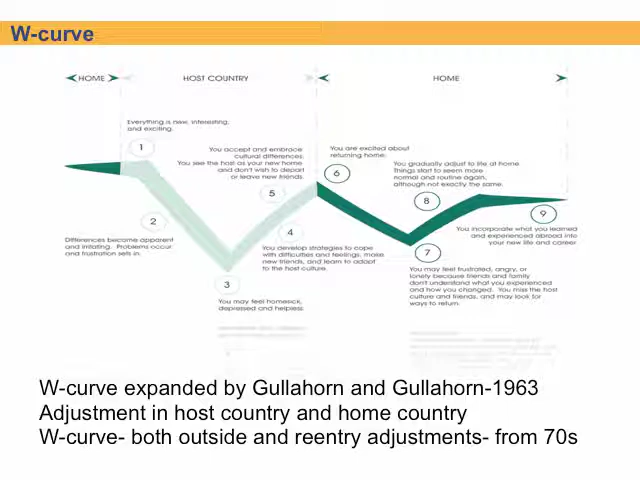 W-curve
HOME
HOST COUNTRY
HOME
Everything is new, interesting,
and exciting.
1
You accept and embrace
cultural differences.
You see the host as your new home
and don't wish to depart
or leave new friends.
5
2
Differences become apparent
and irritating. Problems occur
and frustration sets in.
4
You develop strategies to cope
with difficulties and feelings, make
new friends, and learn to adapt
to the host culture.
3
You may feel homesick,
depressed and helpless.
You are excited about
returning home.
6
You gradually adjust to life at home.
Things start to seem more
normal and routine again,
although not exactly the same.
8
9
You incorporate what you learned
and experienced abroad into
your new life and career.
7
You may feel frustrated, angry, or
lonely because friends and family
don't understand what you experienced
and how you changed. You miss the host
culture and friends, and may look for
ways to return.
W-curve expanded by Gullahorn and Gullahorn-1963
Adjustment in host country and home country
W-curve- both outside and reentry adjustments- from 70s